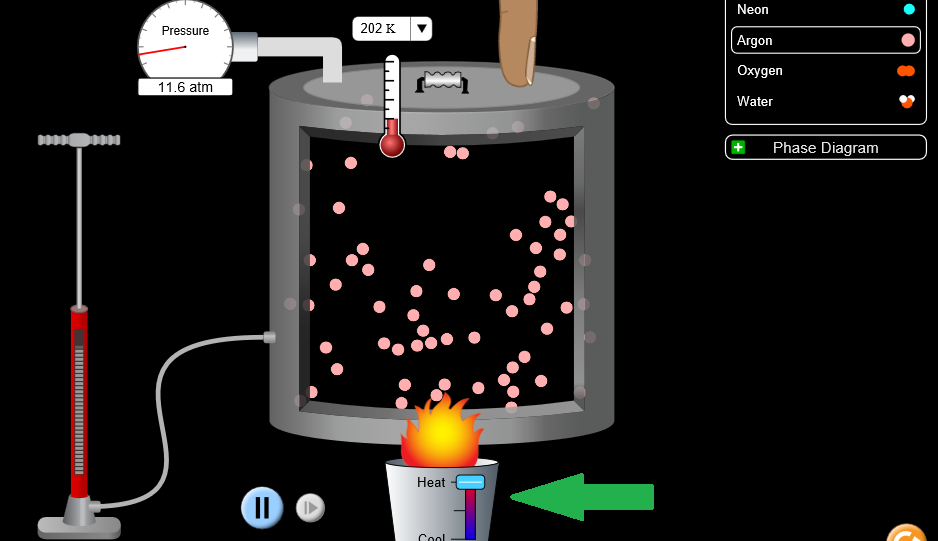 Pressure
11.6 atm
202 K
Neon
Argon
Oxygen
Water
Phase Diagram
Heat
Cool